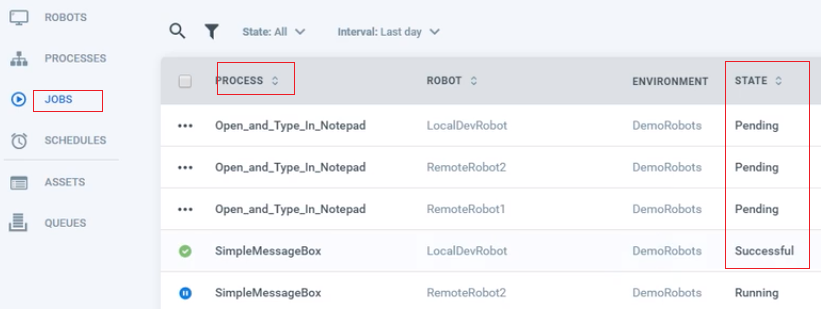 ROBOTS
PROCESSES
JOBS
SCHEDULES
ASSETS
QUEUES
State: All Interval: Last day
PROCESS ROBOT ENVIRONMENT STATE
Open_and_Type_In_Notepad LocalDevRobot DemoRobots Pending
Open_and_Type_In_Notepad RemoteRobot2 DemoRobots Pending
Open_and_Type_In_Notepad RemoteRobot1 DemoRobots Pending
SimpleMessageBox LocalDevRobot DemoRobots Successful
SimpleMessageBox RemoteRobot2 DemoRobots Running